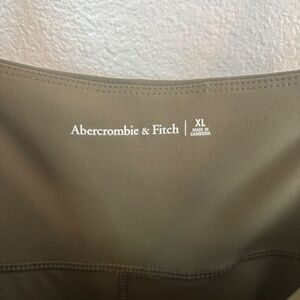 Abercrombie & Fitch | XL
MADE IN
CAMBODIA